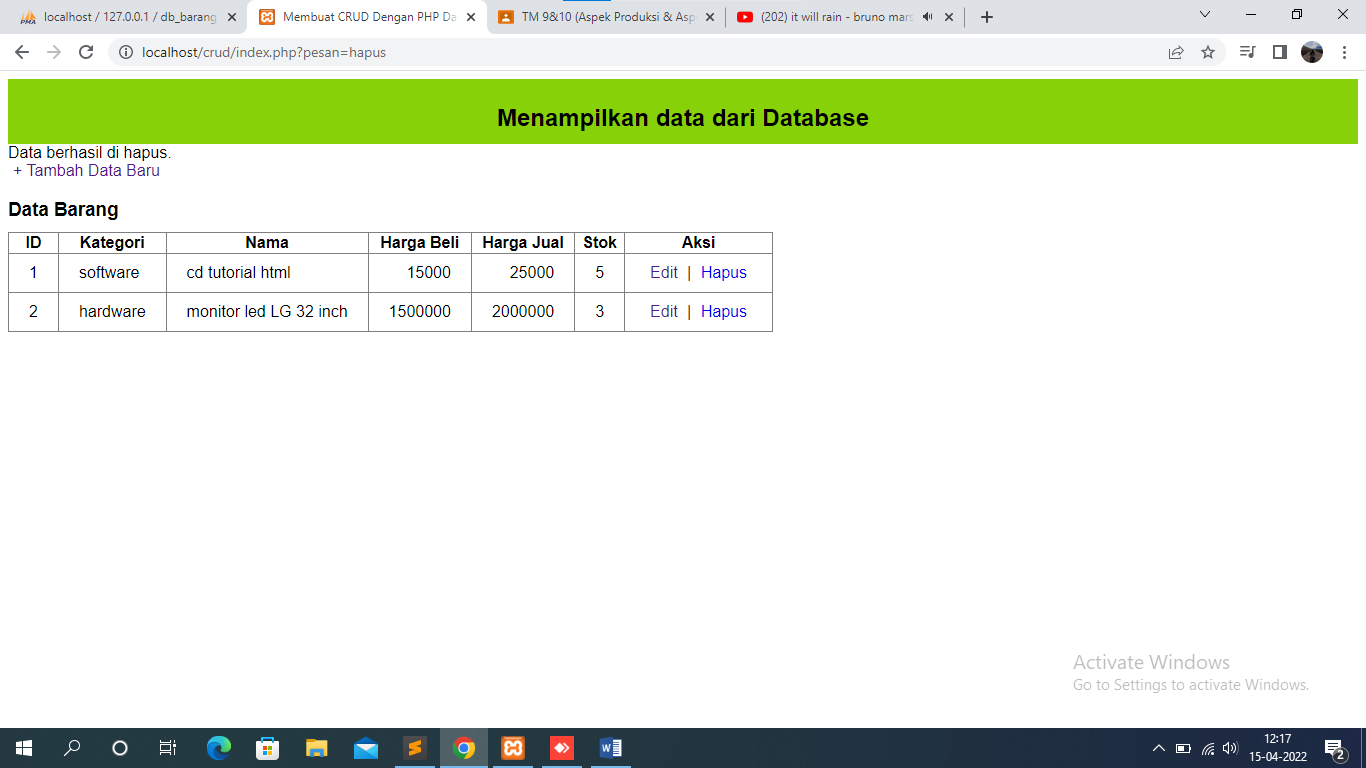 localhost / 127.0.0.1 / db_barang
Membuat CRUD Dengan PHP Da
TM 9&10 (Aspek Produksi & Asp
(202) it will rain - bruno mars
localhost/crud/index.php?pesan=hapus
Menampilkan data dari Database
Data berhasil di hapus.
+ Tambah Data Baru
Data Barang
ID Kategori Nama Harga Beli Harga Jual Stok Aksi
1 software cd tutorial html 15000 25000 5 Edit | Hapus
2 hardware monitor led LG 32 inch 1500000 2000000 3 Edit | Hapus
Activate Windows
Go to Settings to activate Windows.
12:17
15-04-2022
2